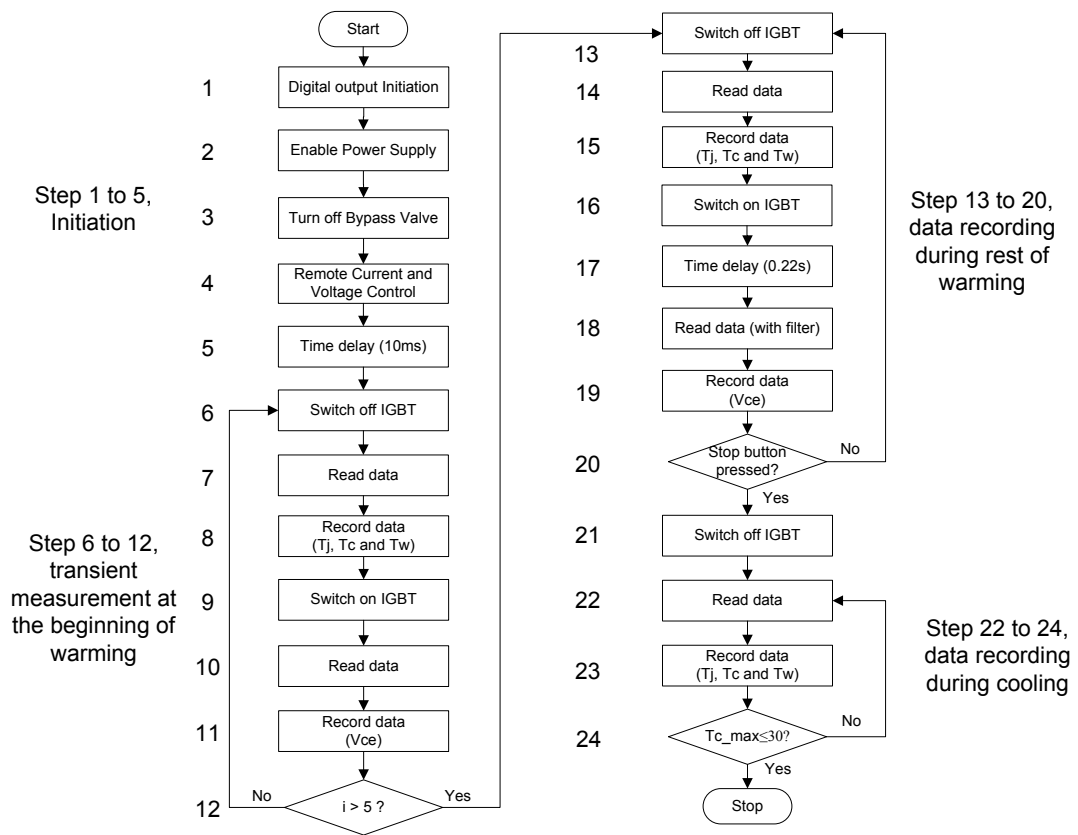 Start
1
Digital output Initiation
2
Enable Power Supply
Step 1 to 5,
Initiation
3
Turn off Bypass Valve
4
Remote Current and
Voltage Control
5
Time delay (10ms)
6
Switch off IGBT
7
Read data
Step 6 to 12,
transient
measurement at
the beginning of
warming
8
Record data
(Tj, Tc and Tw)
9
Switch on IGBT
10
Read data
11
Record data
(Vce)
12
No
i > 5 ?
Yes
13
Switch off IGBT
14
Read data
15
Record data
(Tj, Tc and Tw)
16
Switch on IGBT
Step 13 to 20,
data recording
during rest of
warming
17
Time delay (0.22s)
18
Read data (with filter)
19
Record data
(Vce)
20
Stop button
pressed?
No
Yes
21
Switch off IGBT
22
Read data
Step 22 to 24,
data recording
during cooling
23
Record data
(Tj, Tc and Tw)
24
Tc_max≤30?
No
Yes
Stop